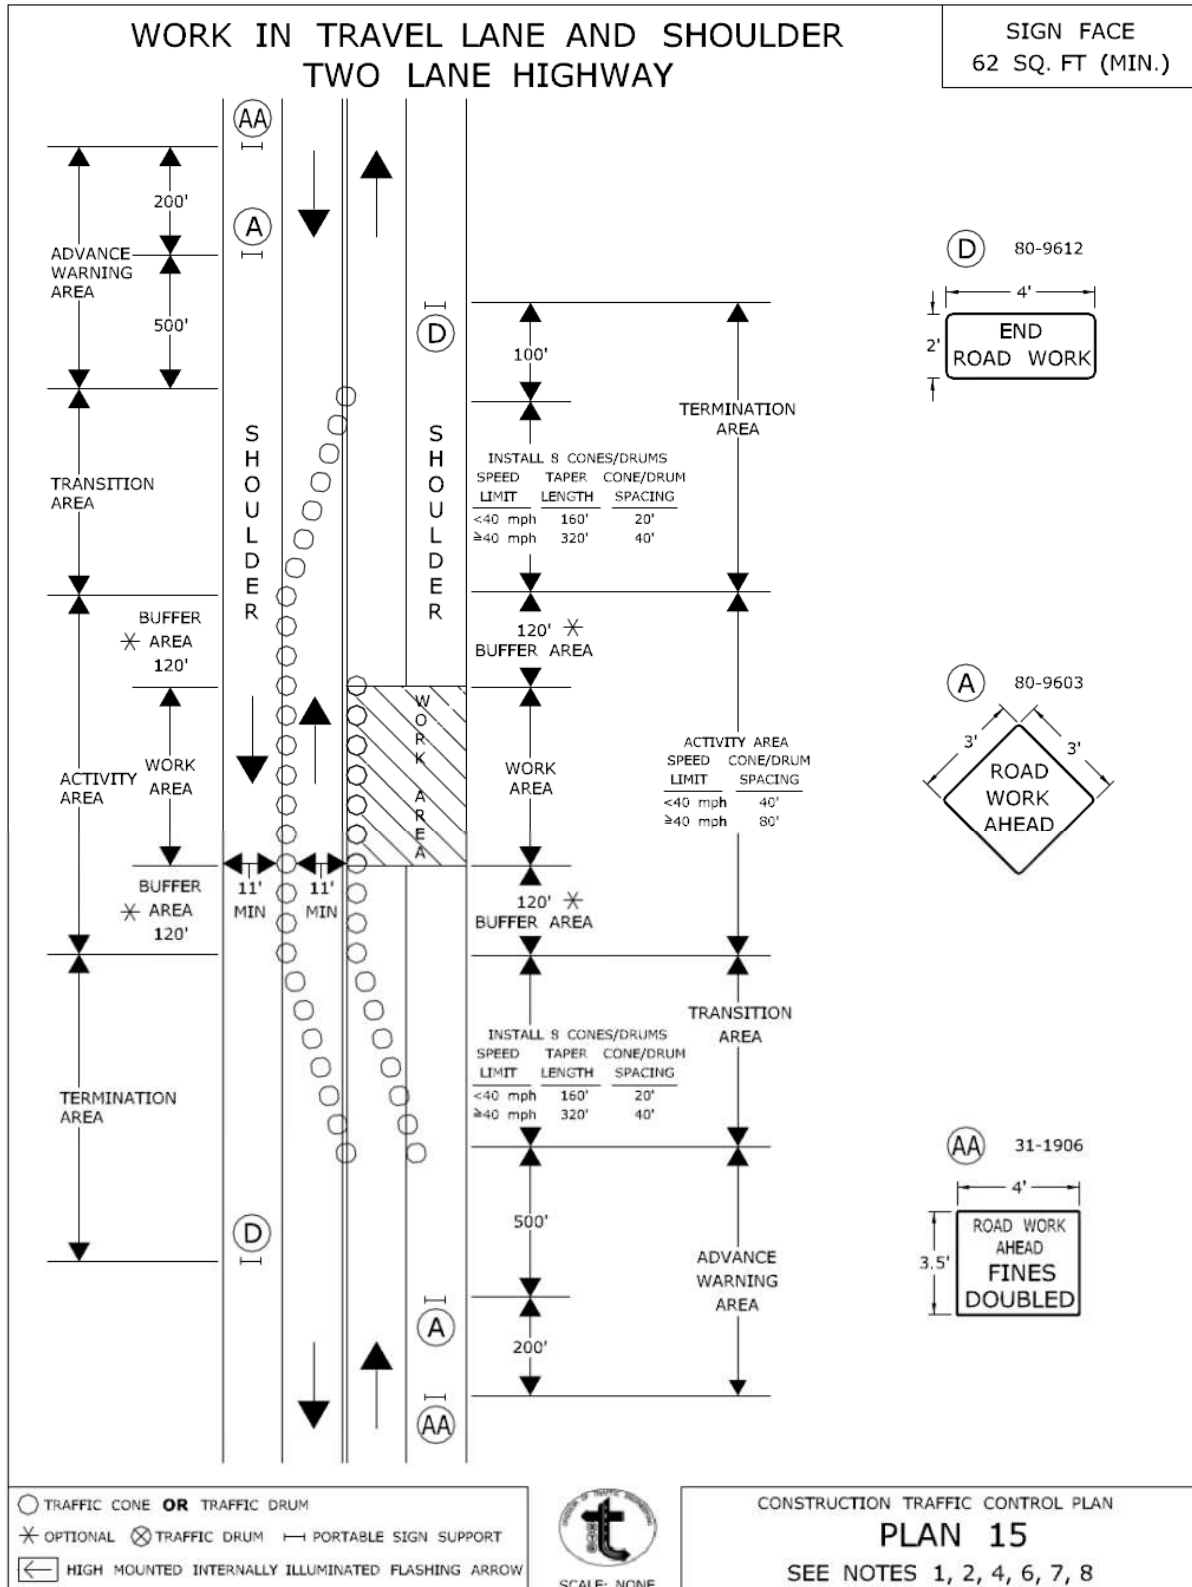 WORK IN TRAVEL LANE AND SHOULDER
TWO LANE HIGHWAY
SIGN FACE
62 SQ. FT (MIN.)
AA
200'
A
ADVANCE
WARNING
AREA
500'
D
100'
TERMINATION
AREA
SHOULDER
SHOULDER
TRANSITION
AREA
INSTALL 8 CONES/DRUMS
SPEED TAPER CONE/DRUM
LIMIT LENGTH SPACING
<40 mph 160' 20'
≥40 mph 320' 40'
BUFFER
* AREA
120'
120' *
BUFFER AREA
WORK AREA
WORK
AREA
ACTIVITY
AREA
WORK
AREA
ACTIVITY AREA
SPEED CONE/DRUM
LIMIT SPACING
<40 mph 40'
≥40 mph 80'
11'
MIN
11'
MIN
BUFFER
* AREA
120'
120' *
BUFFER AREA
TRANSITION
AREA
INSTALL 8 CONES/DRUMS
SPEED TAPER CONE/DRUM
LIMIT LENGTH SPACING
<40 mph 160' 20'
≥40 mph 320' 40'
TERMINATION
AREA
D
500'
A
ADVANCE
WARNING
AREA
200'
AA
D 80-9612
4'
2'
END
ROAD WORK
A 80-9603
3'
3'
ROAD
WORK
AHEAD
AA 31-1906
4'
3.5'
ROAD WORK
AHEAD
FINES
DOUBLED
TRAFFIC CONE OR TRAFFIC DRUM
* OPTIONAL TRAFFIC DRUM PORTABLE SIGN SUPPORT
HIGH MOUNTED INTERNALLY ILLUMINATED FLASHING ARROW
SCALE: NONE
CONSTRUCTION TRAFFIC CONTROL PLAN
PLAN 15
SEE NOTES 1, 2, 4, 6, 7, 8